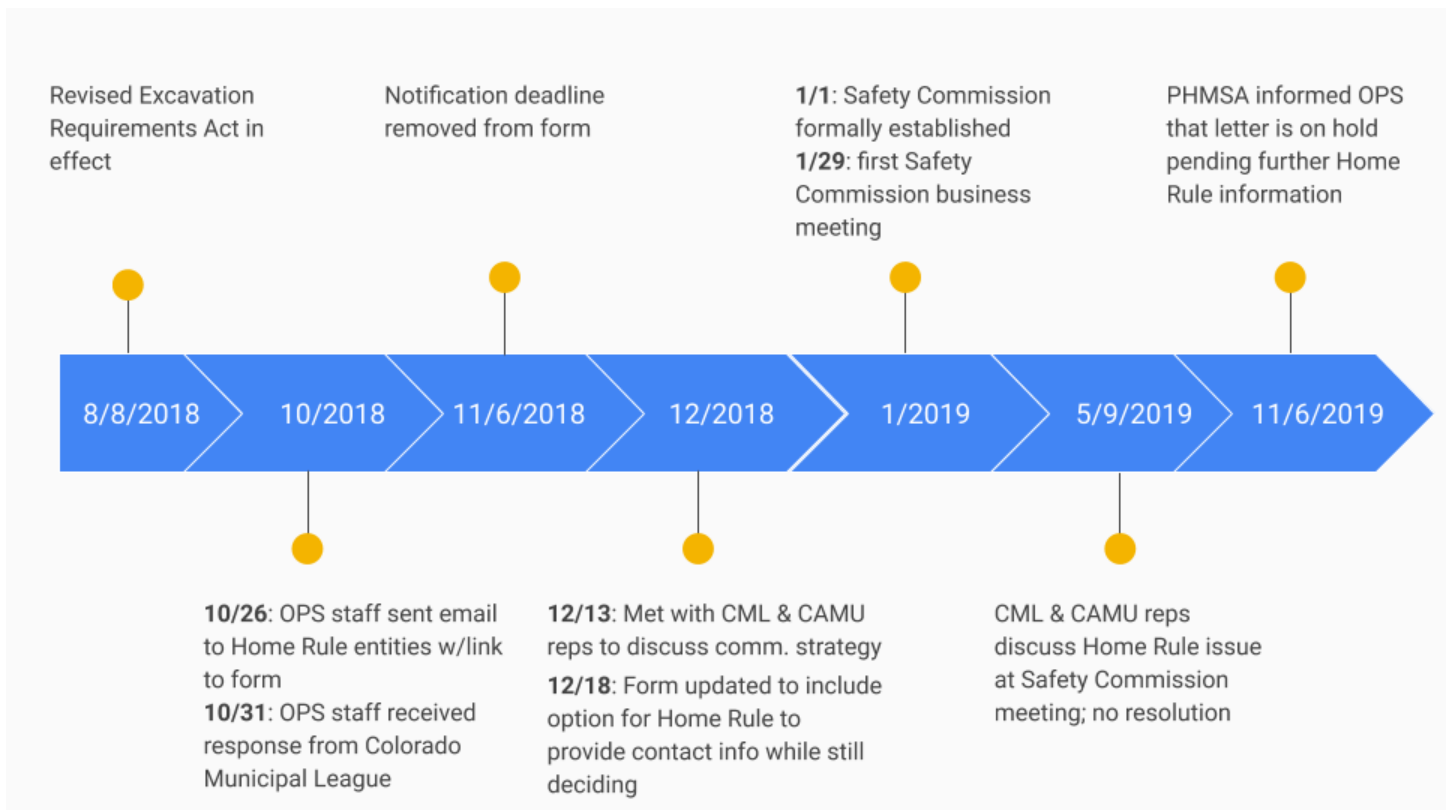 Revised Excavation
Requirements Act in
effect
Notification deadline
removed from form
1/1: Safety Commission
formally established
1/29: first Safety
Commission business
meeting
PHMSA informed OPS
that letter is on hold
pending further Home
Rule information
8/8/2018
10/2018
11/6/2018
12/2018
1/2019
5/9/2019
11/6/2019
10/26: OPS staff sent email
to Home Rule entities w/link
to form
10/31: OPS staff received
response from Colorado
Municipal League
12/13: Met with CML & CAMU
reps to discuss comm. strategy
12/18: Form updated to include
option for Home Rule to
provide contact info while still
deciding
CML & CAMU reps
discuss Home Rule issue
at Safety Commission
meeting; no resolution